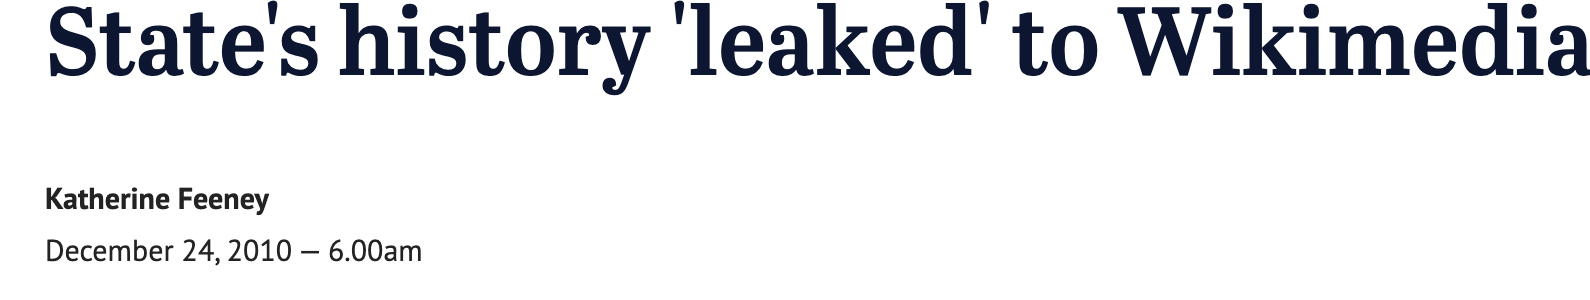 State's history 'leaked' to Wikimedia
Katherine Feeney
December 24, 2010 — 6.00am